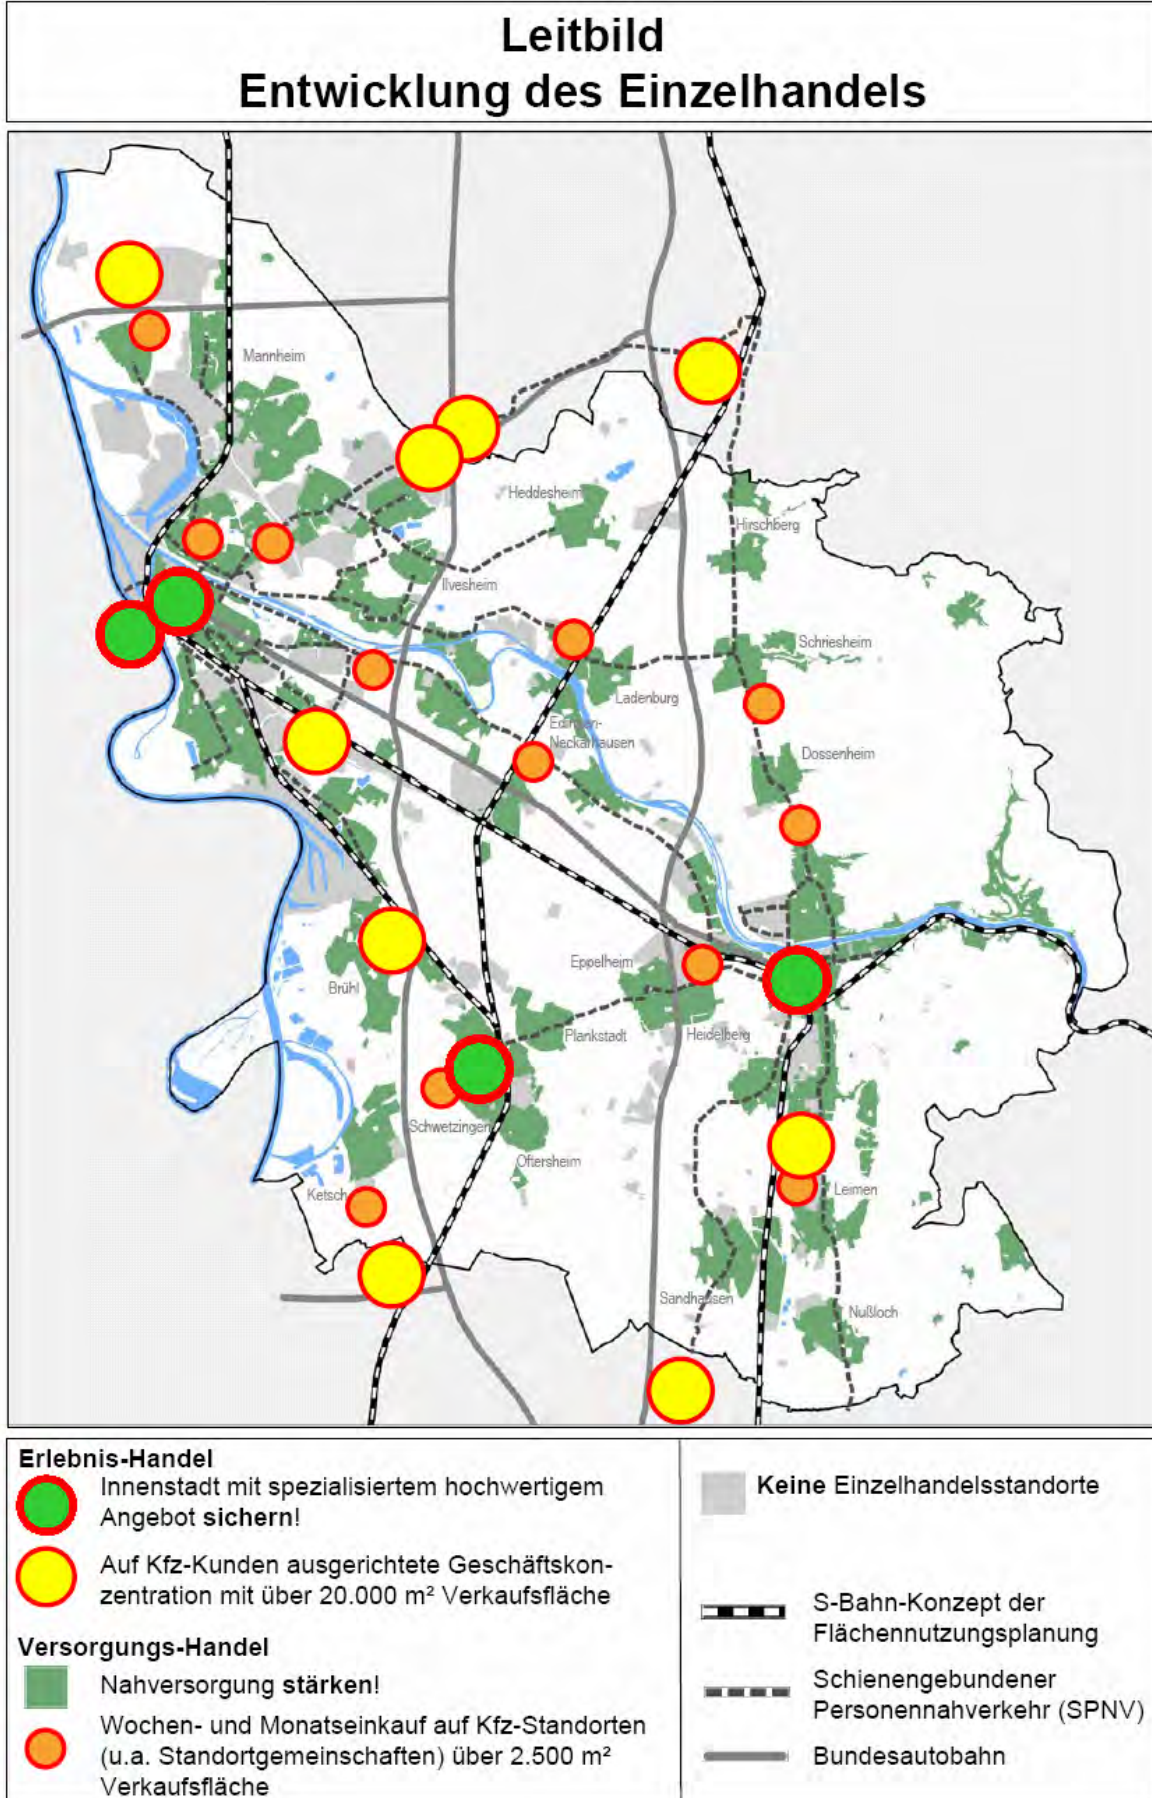 Leitbild
Entwicklung des Einzelhandels
Mannheim
Heddesheim
Hirschberg
Ilvesheim
Schriesheim
Ladenburg
Edingen-
Neckarhausen
Dossenheim
Eppelheim
Brühl
Plankstadt
Heidelberg
Schwetzingen
Oftersheim
Ketsch
Leimen
Sandhausen
Nußloch
Erlebnis-Handel
Innenstadt mit spezialisiertem hochwertigem
Angebot sichern!
Auf Kfz-Kunden ausgerichtete Geschäftskon-
zentration mit über 20.000 m² Verkaufsfläche
Versorgungs-Handel
Nahversorgung stärken!
Wochen- und Monatseinkauf auf Kfz-Standorten
(u.a. Standortgemeinschaften) über 2.500 m²
Verkaufsfläche
Keine Einzelhandelsstandorte
S-Bahn-Konzept der
Flächennutzungsplanung
Schienengebundener
Personennahverkehr (SPNV)
Bundesautobahn